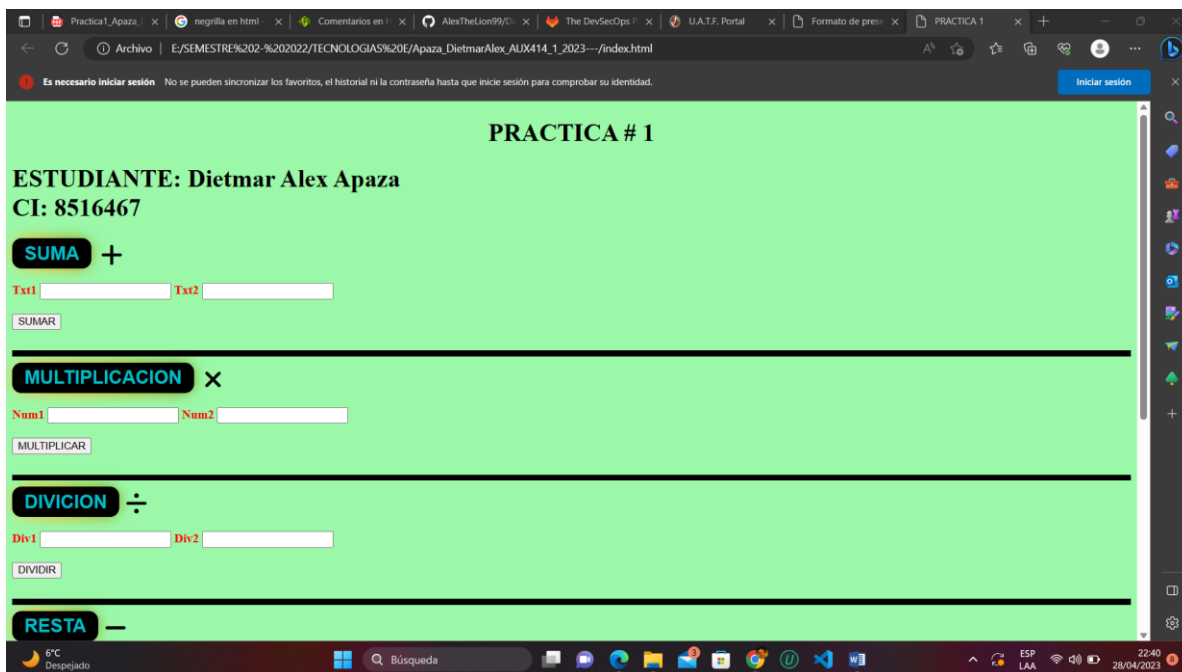 Practica1_Apaza_
negrilla en html
Comentarios en
AlexTheLion99/D
The DevSecOps P
U.A.T.F. Portal
Formato de prese
PRACTICA 1
Archivo
E:/SEMESTRE%202-%202022/TECNOLOGIAS%20E/Apaza_DietmarAlex_AUX414_1_2023---/index.html
Es necesario iniciar sesión No se pueden sincronizar los favoritos, el historial ni la contraseña hasta que inicie sesión para comprobar su identidad.
Iniciar sesión
PRACTICA # 1
ESTUDIANTE: Dietmar Alex Apaza
CI: 8516467
SUMA +
Txt1 Txt2
SUMAR
MULTIPLICACION ×
Num1 Num2
MULTIPLICAR
DIVICION ÷
Div1 Div2
DIVIDIR
RESTA −
6°C
Despejado
Búsqueda
ESP
LAA
22:40
28/04/2023